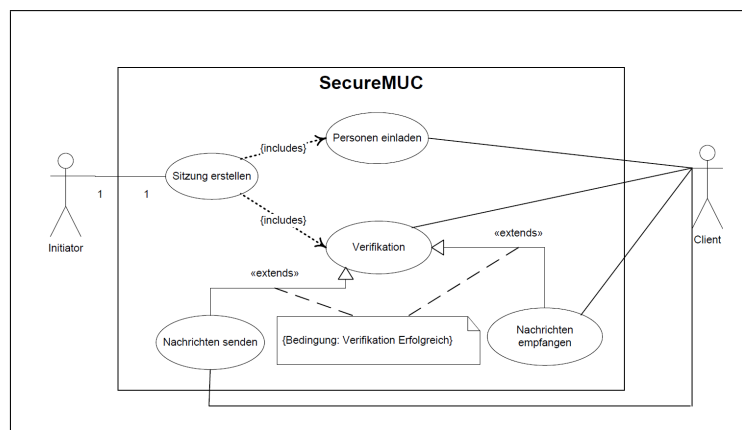 SecureMUC
Personen einladen
{includes}
Sitzung erstellen
1
1
{includes}
Initiator
Verifikation
Client
«extends»
«extends»
Nachrichten senden
{Bedingung: Verifikation Erfolgreich}
Nachrichten
empfangen